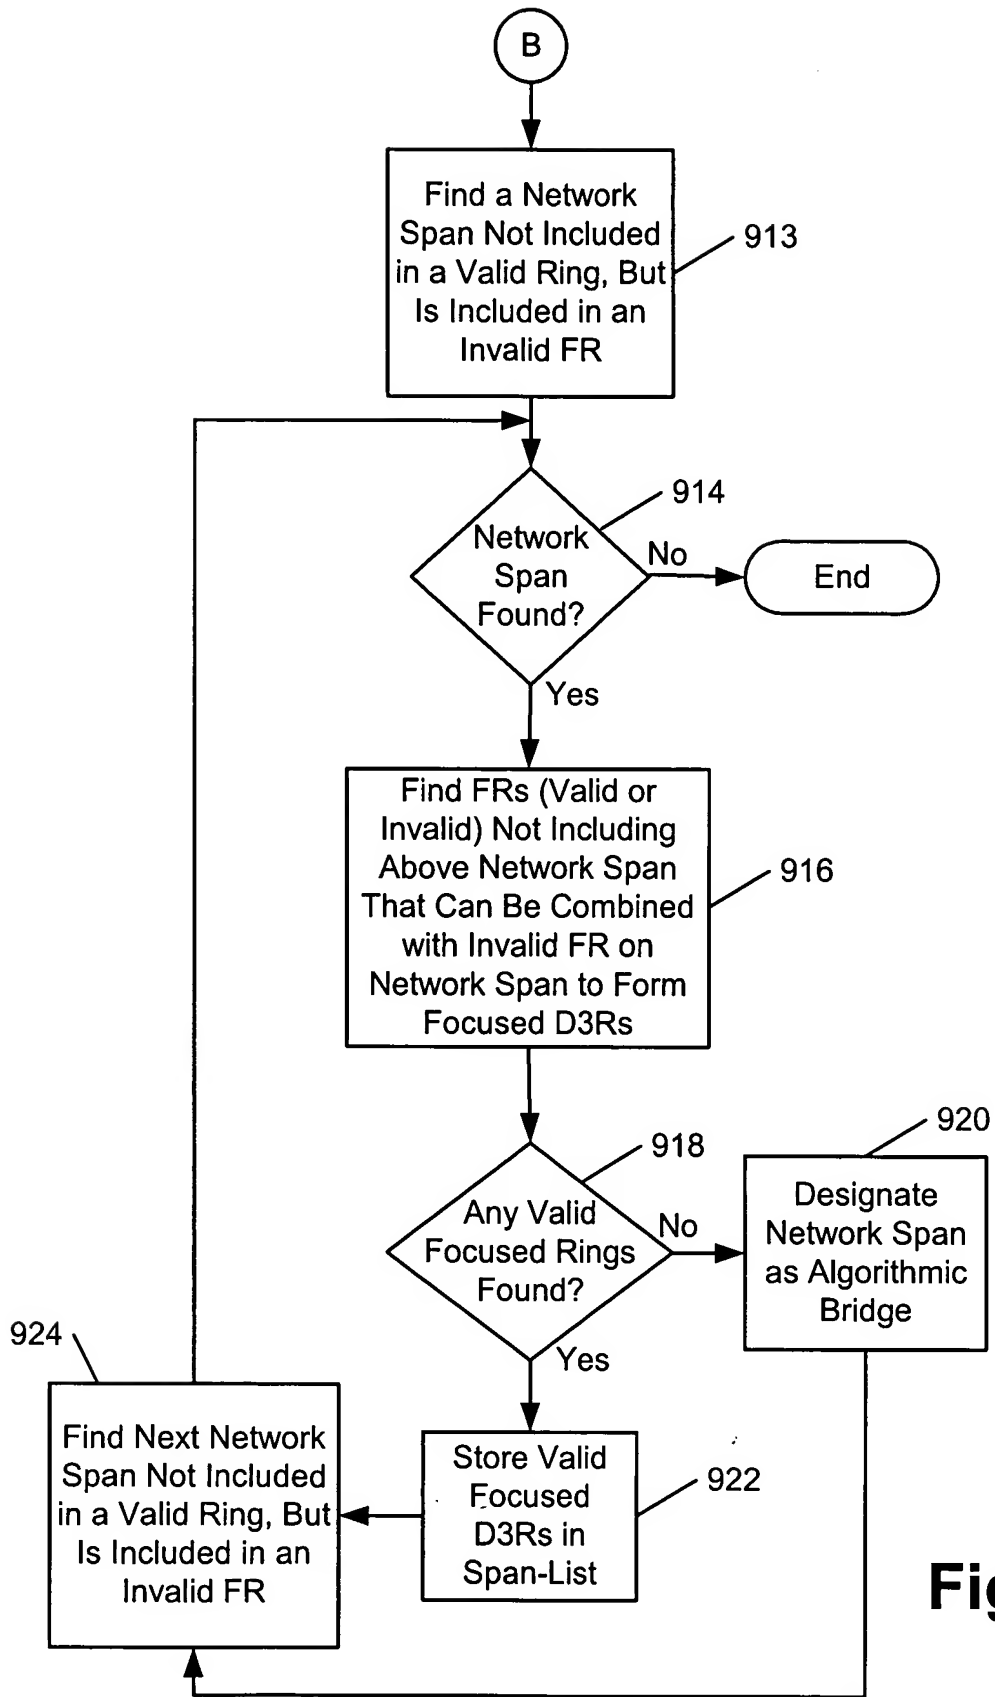 B
Find a Network
Span Not Included
in a Valid Ring, But
Is Included in an
Invalid FR
913
914
Network
Span
Found?
No
End
Yes
Find FRs (Valid or
Invalid) Not Including
Above Network Span
That Can Be Combined
with Invalid FR on
Network Span to Form
Focused D3Rs
916
918
Any Valid
Focused Rings
Found?
No
920
Designate
Network Span
as Algorithmic
Bridge
Yes
924
Find Next Network
Span Not Included
in a Valid Ring, But
Is Included in an
Invalid FR
Store Valid
Focused
D3Rs in
Span-List
922
Fig